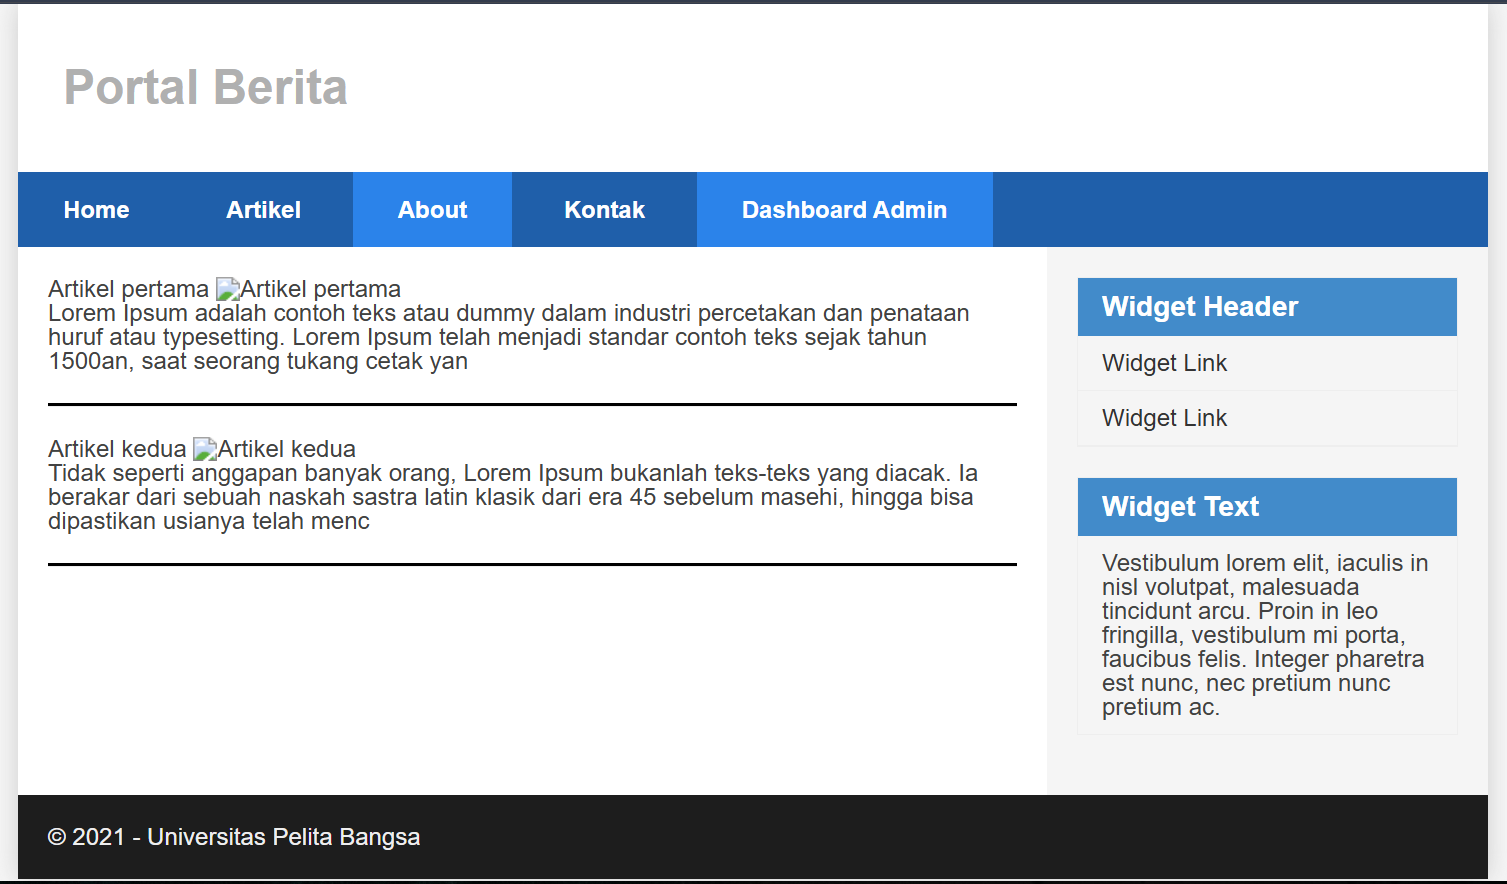 Portal Berita
Home Artikel About Kontak Dashboard Admin
Artikel pertama Artikel pertama
Lorem Ipsum adalah contoh teks atau dummy dalam industri percetakan dan penataan
huruf atau typesetting. Lorem Ipsum telah menjadi standar contoh teks sejak tahun
1500an, saat seorang tukang cetak yan
Artikel kedua Artikel kedua
Tidak seperti anggapan banyak orang, Lorem Ipsum bukanlah teks-teks yang diacak. Ia
berakar dari sebuah naskah sastra latin klasik dari era 45 sebelum masehi, hingga bisa
dipastikan usianya telah menc
Widget Header
Widget Link
Widget Link
Widget Text
Vestibulum lorem elit, iaculis in
nisl volutpat, malesuada
tincidunt arcu. Proin in leo
fringilla, vestibulum mi porta,
faucibus felis. Integer pharetra
est nunc, nec pretium nunc
pretium ac.
© 2021 - Universitas Pelita Bangsa